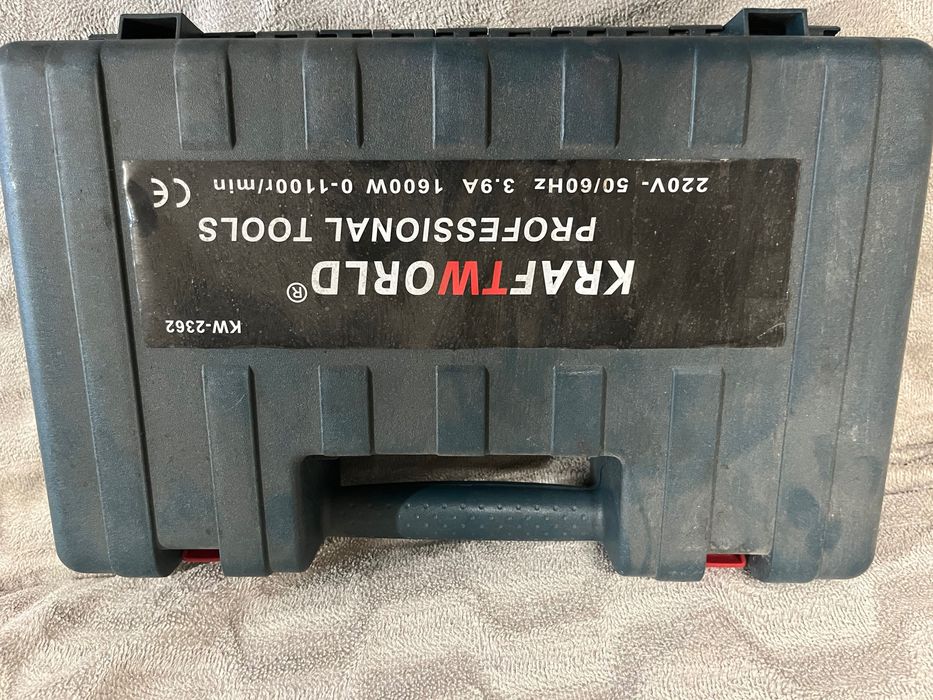 KW-2362
KRAFTWORLD®
PROFESSIONAL TOOLS
220V- 50/60Hz 3.9A 1600W 0-1100r/min CE